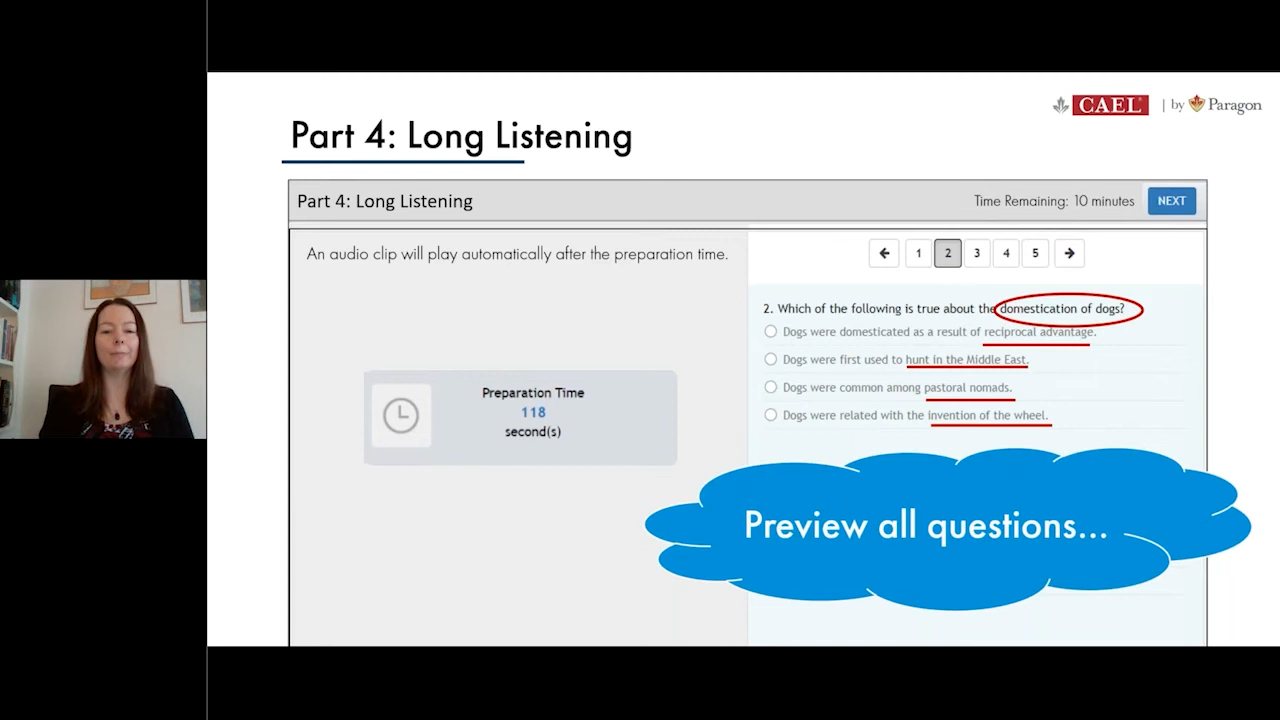 CAEL | by Paragon
Part 4: Long Listening
Part 4: Long Listening
Time Remaining: 10 minutes
NEXT
An audio clip will play automatically after the preparation time.
1 2 3 4 5
2. Which of the following is true about the domestication of dogs?
Dogs were domesticated as a result of reciprocal advantage.
Dogs were first used to hunt in the Middle East.
Dogs were common among pastoral nomads.
Dogs were related with the invention of the wheel.
Preparation Time
118
second(s)
Preview all questions...